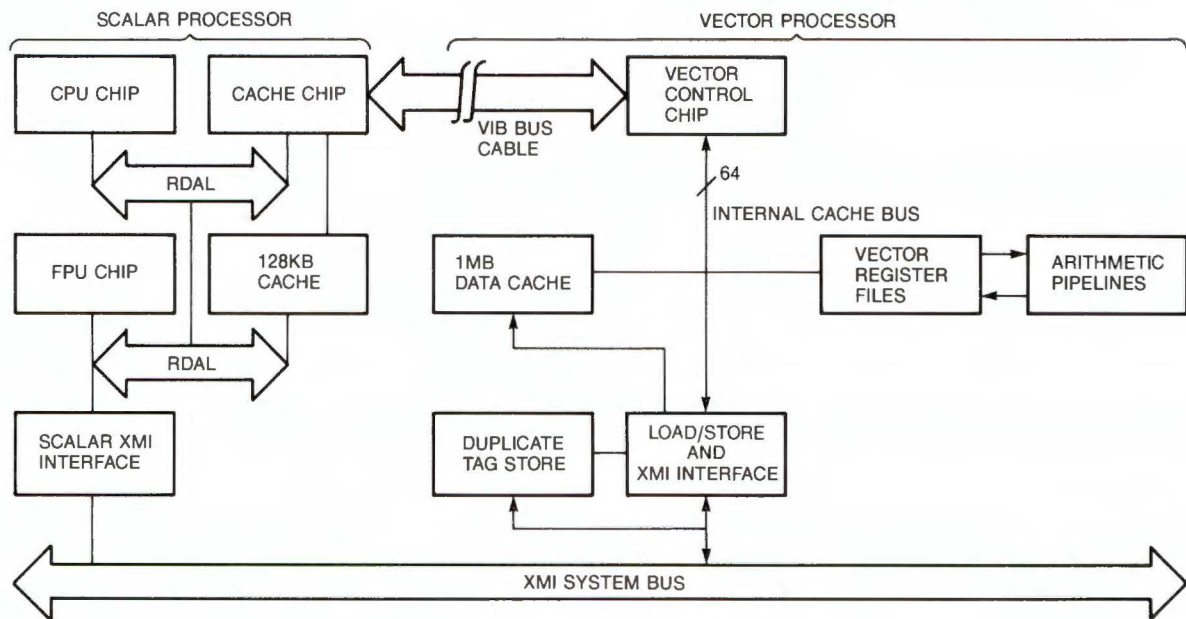 SCALAR PROCESSOR
VECTOR PROCESSOR
CPU CHIP
CACHE CHIP
VIB BUS
CABLE
VECTOR
CONTROL
CHIP
RDAL
64
INTERNAL CACHE BUS
FPU CHIP
128KB
CACHE
1MB
DATA CACHE
VECTOR
REGISTER
FILES
ARITHMETIC
PIPELINES
RDAL
SCALAR XMI
INTERFACE
DUPLICATE
TAG STORE
LOAD/STORE
AND
XMI INTERFACE
XMI SYSTEM BUS